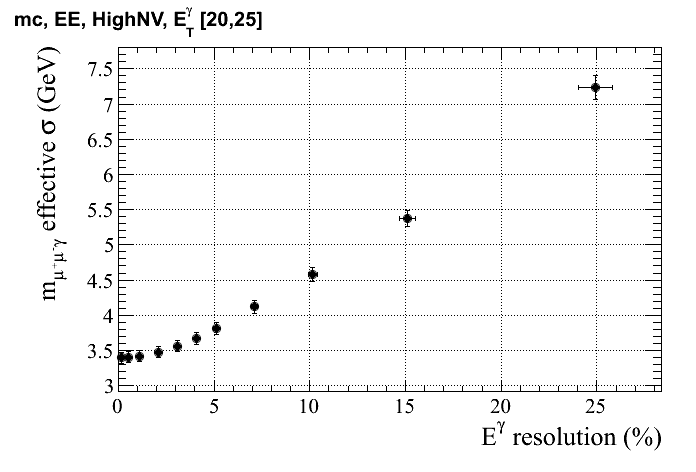 mc, EE, HighNV, E_T^γ [20,25]
m_μ⁺μ⁻γ effective σ (GeV)
7.5
7
6.5
6
5.5
5
4.5
4
3.5
3
0 5 10 15 20 25
E^γ resolution (%)